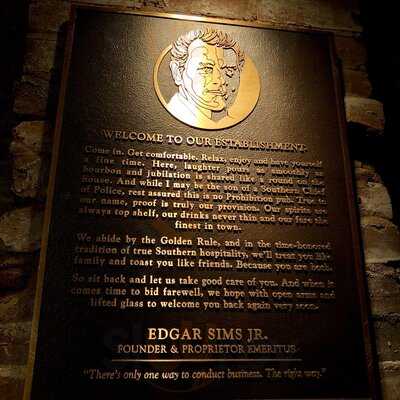 WELCOME TO OUR ESTABLISHMENT
Come in. Get comfortable. Relax, enjoy and have yourself
a fine time. Here, laughter pours as smoothly as
bourbon and jubilation is shared like a round on the
house. And while I may be the son of a Southern Chief
of Police, rest assured this is no Prohibition pub. True to
our name, proof is truly our provision. Our spirits are
always top shelf, our drinks never thin and our fare the
finest in town.
We abide by the Golden Rule, and in the time-honored
tradition of true Southern hospitality, we'll treat you like
family and toast you like friends. Because you are both.
So sit back and let us take good care of you. And when it
comes time to bid farewell, we hope with open arms and
lifted glass to welcome you back again very soon.
EDGAR SIMS JR.
FOUNDER & PROPRIETOR EMERITUS
"There's only one way to conduct business. The right way."